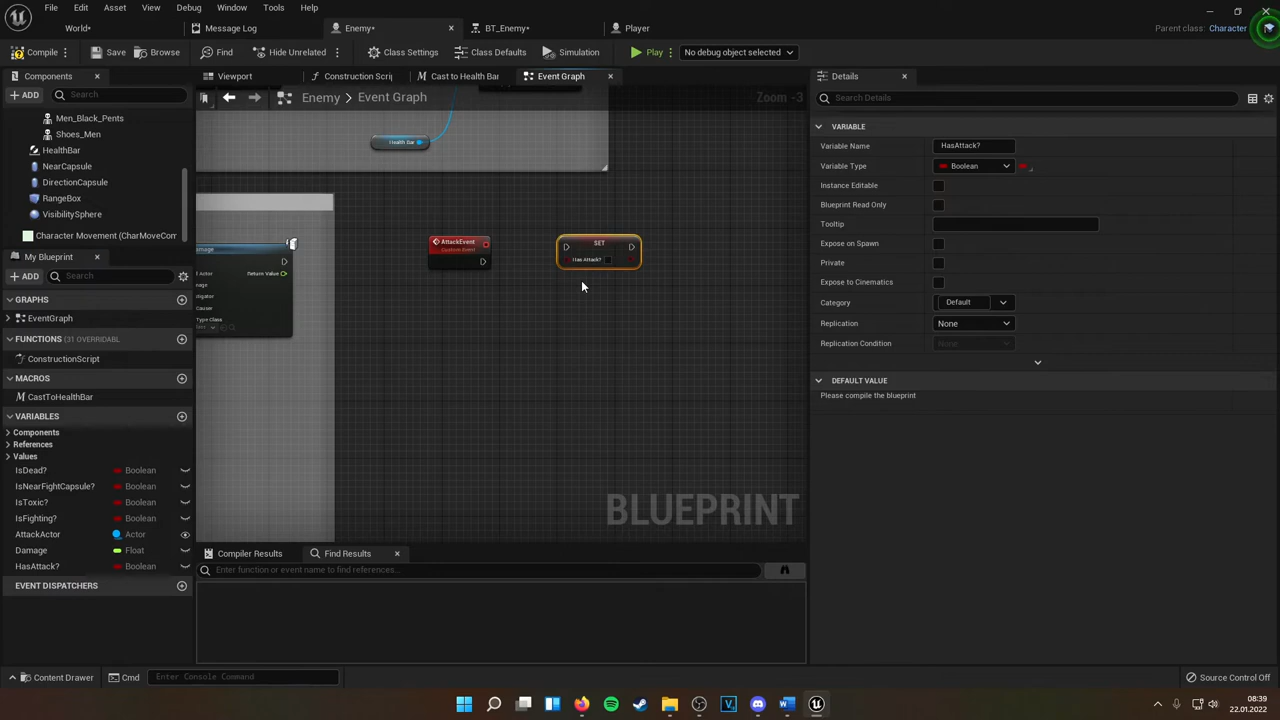 File Edit Asset View Debug Window Tools Help
World* Message Log Enemy* BT_Enemy* Player Parent class: Character
Compile Save Browse Find Hide Unrelated Class Settings Class Defaults Simulation Play No debug object selected
Components
ADD Search
Men_Black_Pents
Shoes_Men
HealthBar
NearCapsule
DirectionCapsule
RangeBox
VisibilitySphere
Character Movement (CharMoveCom
My Blueprint
ADD Search
GRAPHS
EventGraph
FUNCTIONS (31 OVERRIDABL
ConstructionScript
MACROS
CastToHealthBar
VARIABLES
Components
References
Values
IsDead? Boolean
IsNearFightCapsule? Boolean
IsToxic? Boolean
IsFighting? Boolean
AttackActor Actor
Damage Float
HasAttack? Boolean
EVENT DISPATCHERS
Viewport Construction Scrip Cast to Health Bar Event Graph
Enemy > Event Graph Zoom -3
Health Bar
AttackEvent
Custom Event
SET
Has Attack?
Return Value
BLUEPRINT
Compiler Results Find Results
Enter function or event name to find references...
Details
Search Details
VARIABLE
Variable Name HasAttack?
Variable Type Boolean
Instance Editable
Blueprint Read Only
Tooltip
Expose on Spawn
Private
Expose to Cinematics
Category Default
Replication None
Replication Condition None
DEFAULT VALUE
Please compile the blueprint
Content Drawer Cmd Enter Console Command Source Control Off
08:39
22.01.2022